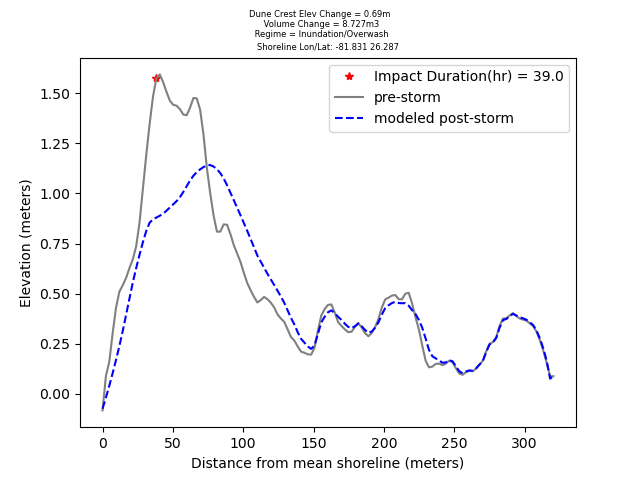 Dune Crest Elev Change = 0.69m
Volume Change = 8.727m3
Regime = Inundation/Overwash
Shoreline Lon/Lat: -81.831 26.287
Impact Duration(hr) = 39.0
pre-storm
modeled post-storm
Elevation (meters)
1.50
1.25
1.00
0.75
0.50
0.25
0.00
0 50 100 150 200 250 300
Distance from mean shoreline (meters)